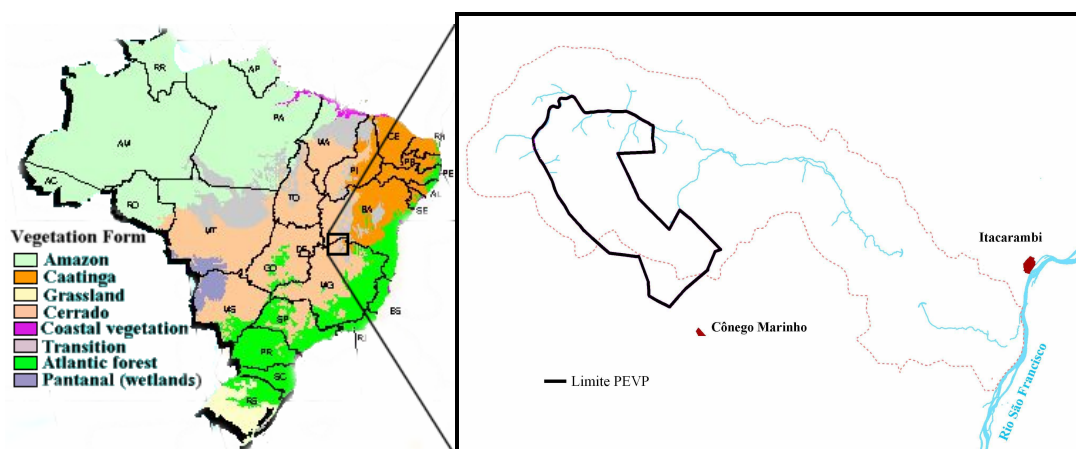 RR
AP
AM
PA
MA
CE
RN
PB
PE
AL
SE
PI
AC
RO
TO
BA
MT
DF
GO
MG
ES
MS
SP
RJ
PR
SC
RS
Vegetation Form
Amazon
Caatinga
Grassland
Cerrado
Coastal vegetation
Transition
Atlantic forest
Pantanal (wetlands)
Itacarambi
Cônego Marinho
Limite PEVP
Rio São Francisco